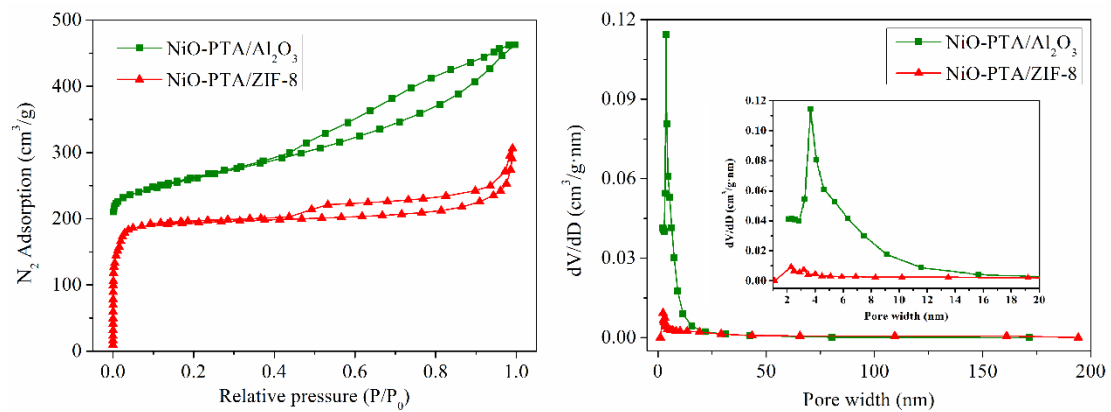 500
400
300
200
100
0
N₂ Adsorption (cm³/g)
NiO-PTA/Al₂O₃
NiO-PTA/ZIF-8
0.0 0.2 0.4 0.6 0.8 1.0
Relative pressure (P/P₀)
0.12
0.09
0.06
0.03
0.00
dV/dD (cm³/g·nm)
NiO-PTA/Al₂O₃
NiO-PTA/ZIF-8
0.12
0.10
0.08
0.06
0.04
0.02
0.00
dV/dD (cm³/g·nm)
2 4 6 8 10 12 14 16 18 20
Pore width (nm)
0 50 100 150 200
Pore width (nm)